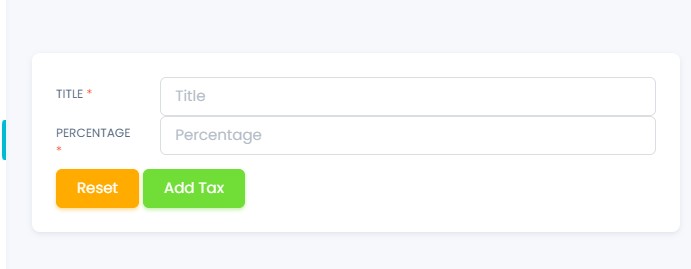 TITLE *
Title
PERCENTAGE
*
Percentage
Reset
Add Tax